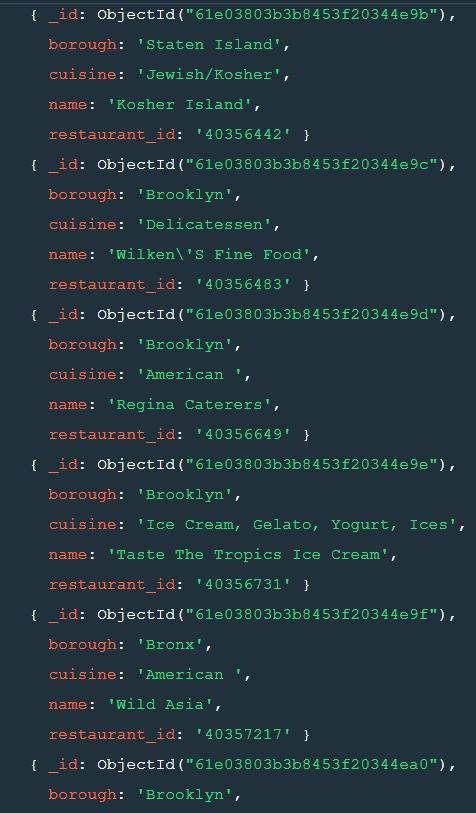 { _id: ObjectId("61e03803b3b8453f20344e9b"),
borough: 'Staten Island',
cuisine: 'Jewish/Kosher',
name: 'Kosher Island',
restaurant_id: '40356442' }
{ _id: ObjectId("61e03803b3b8453f20344e9c"),
borough: 'Brooklyn',
cuisine: 'Delicatessen',
name: 'Wilken\'S Fine Food',
restaurant_id: '40356483' }
{ _id: ObjectId("61e03803b3b8453f20344e9d"),
borough: 'Brooklyn',
cuisine: 'American ',
name: 'Regina Caterers',
restaurant_id: '40356649' }
{ _id: ObjectId("61e03803b3b8453f20344e9e"),
borough: 'Brooklyn',
cuisine: 'Ice Cream, Gelato, Yogurt, Ices',
name: 'Taste The Tropics Ice Cream',
restaurant_id: '40356731' }
{ _id: ObjectId("61e03803b3b8453f20344e9f"),
borough: 'Bronx',
cuisine: 'American ',
name: 'Wild Asia',
restaurant_id: '40357217' }
{ _id: ObjectId("61e03803b3b8453f20344ea0"),
borough: 'Brooklyn',